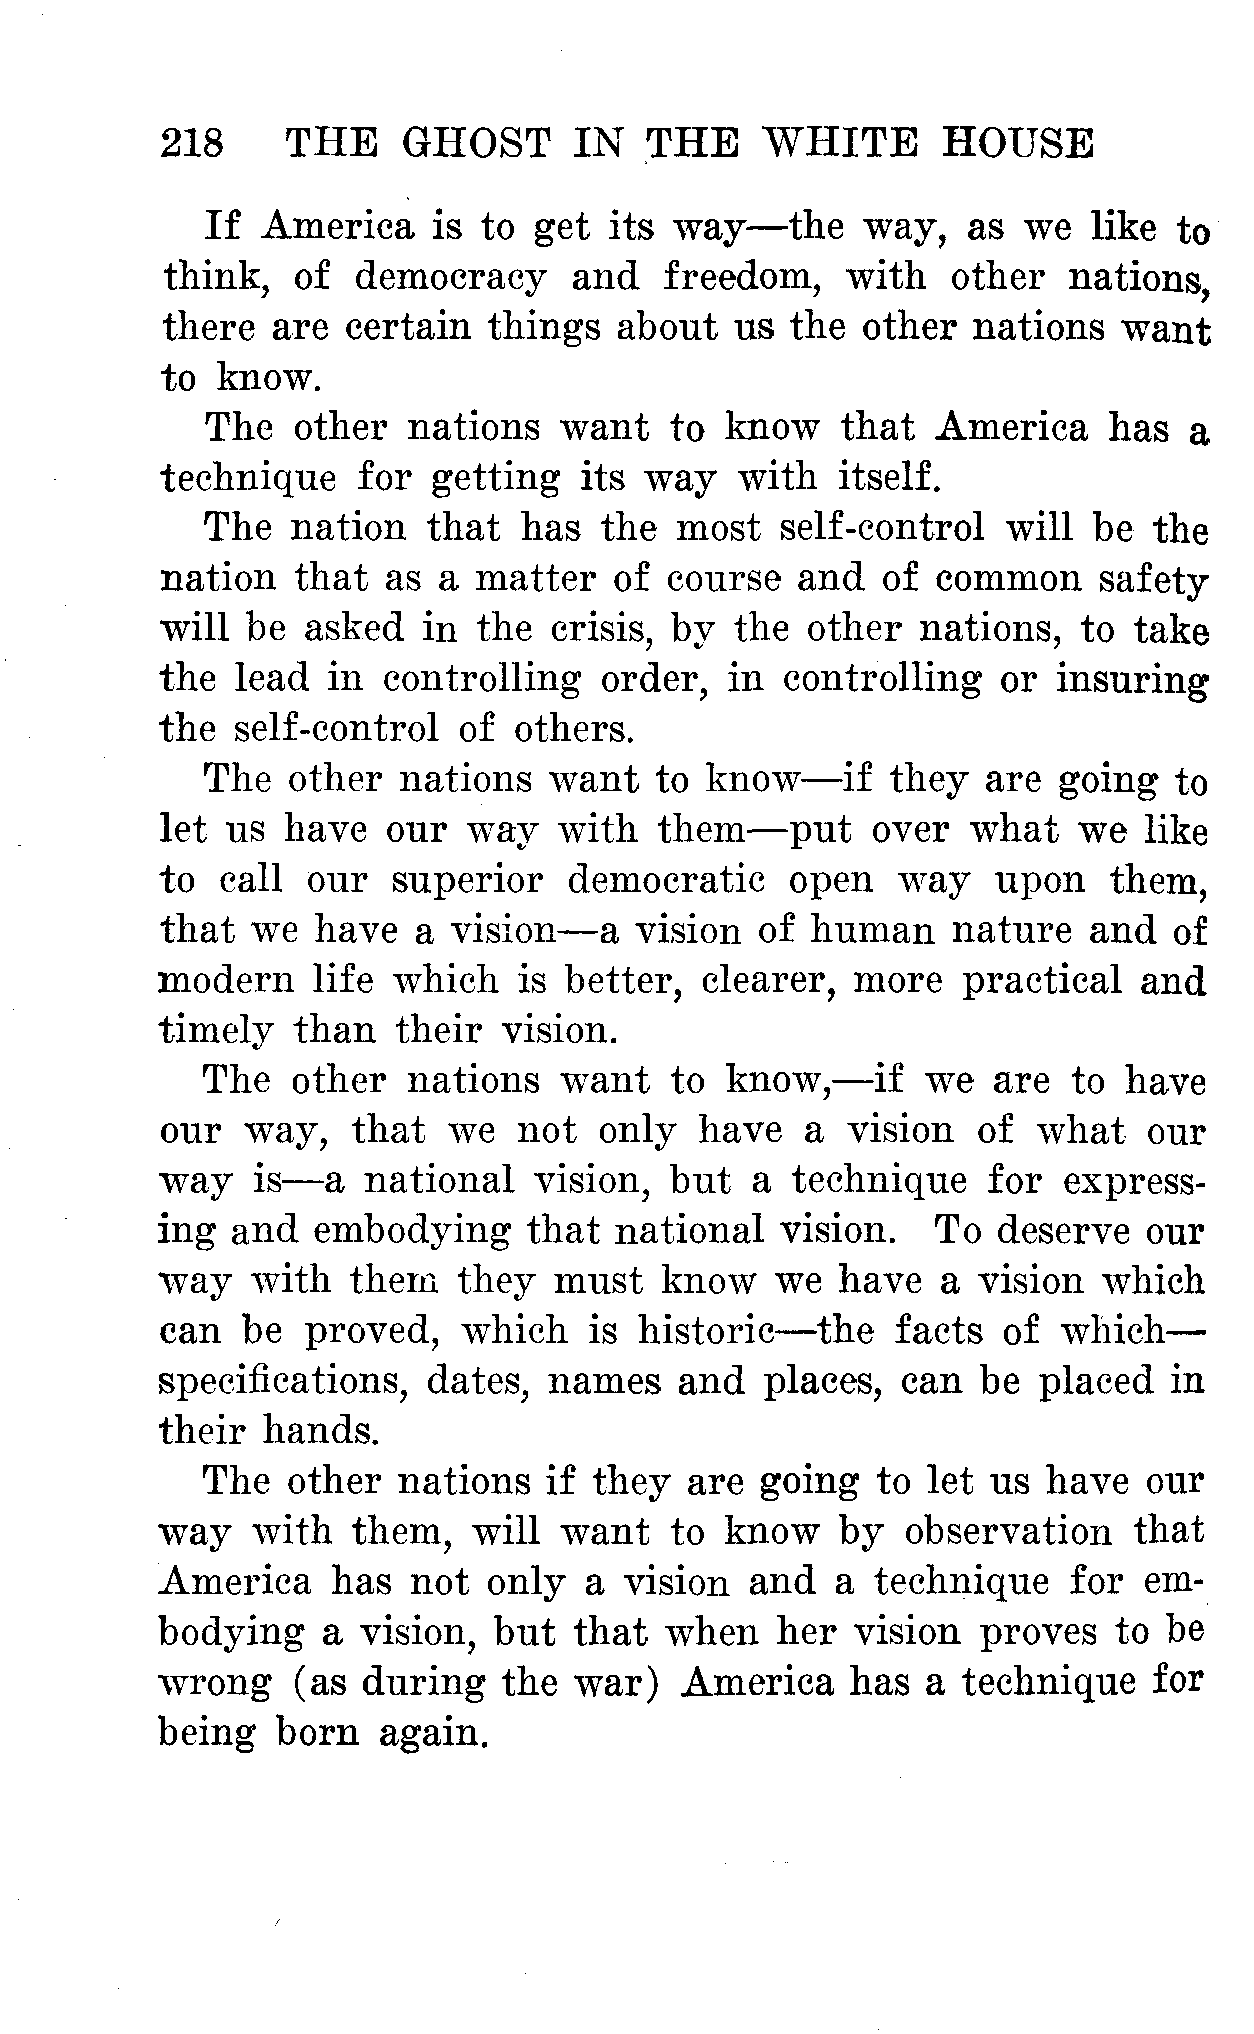 218 THE GHOST IN THE WHITE HOUSE
If America is to get its way—the way, as we like to
think, of democracy and freedom, with other nations,
there are certain things about us the other nations want
to know.
The other nations want to know that America has a
technique for getting its way with itself.
The nation that has the most self-control will be the
nation that as a matter of course and of common safety
will be asked in the crisis, by the other nations, to take
the lead in controlling order, in controlling or insuring
the self-control of others.
The other nations want to know—if they are going to
let us have our way with them—put over what we like
to call our superior democratic open way upon them,
that we have a vision—a vision of human nature and of
modern life which is better, clearer, more practical and
timely than their vision.
The other nations want to know,—if we are to have
our way, that we not only have a vision of what our
way is—a national vision, but a technique for express-
ing and embodying that national vision. To deserve our
way with them they must know we have a vision which
can be proved, which is historic—the facts of which—
specifications, dates, names and places, can be placed in
their hands.
The other nations if they are going to let us have our
way with them, will want to know by observation that
America has not only a vision and a technique for em-
bodying a vision, but that when her vision proves to be
wrong (as during the war) America has a technique for
being born again.